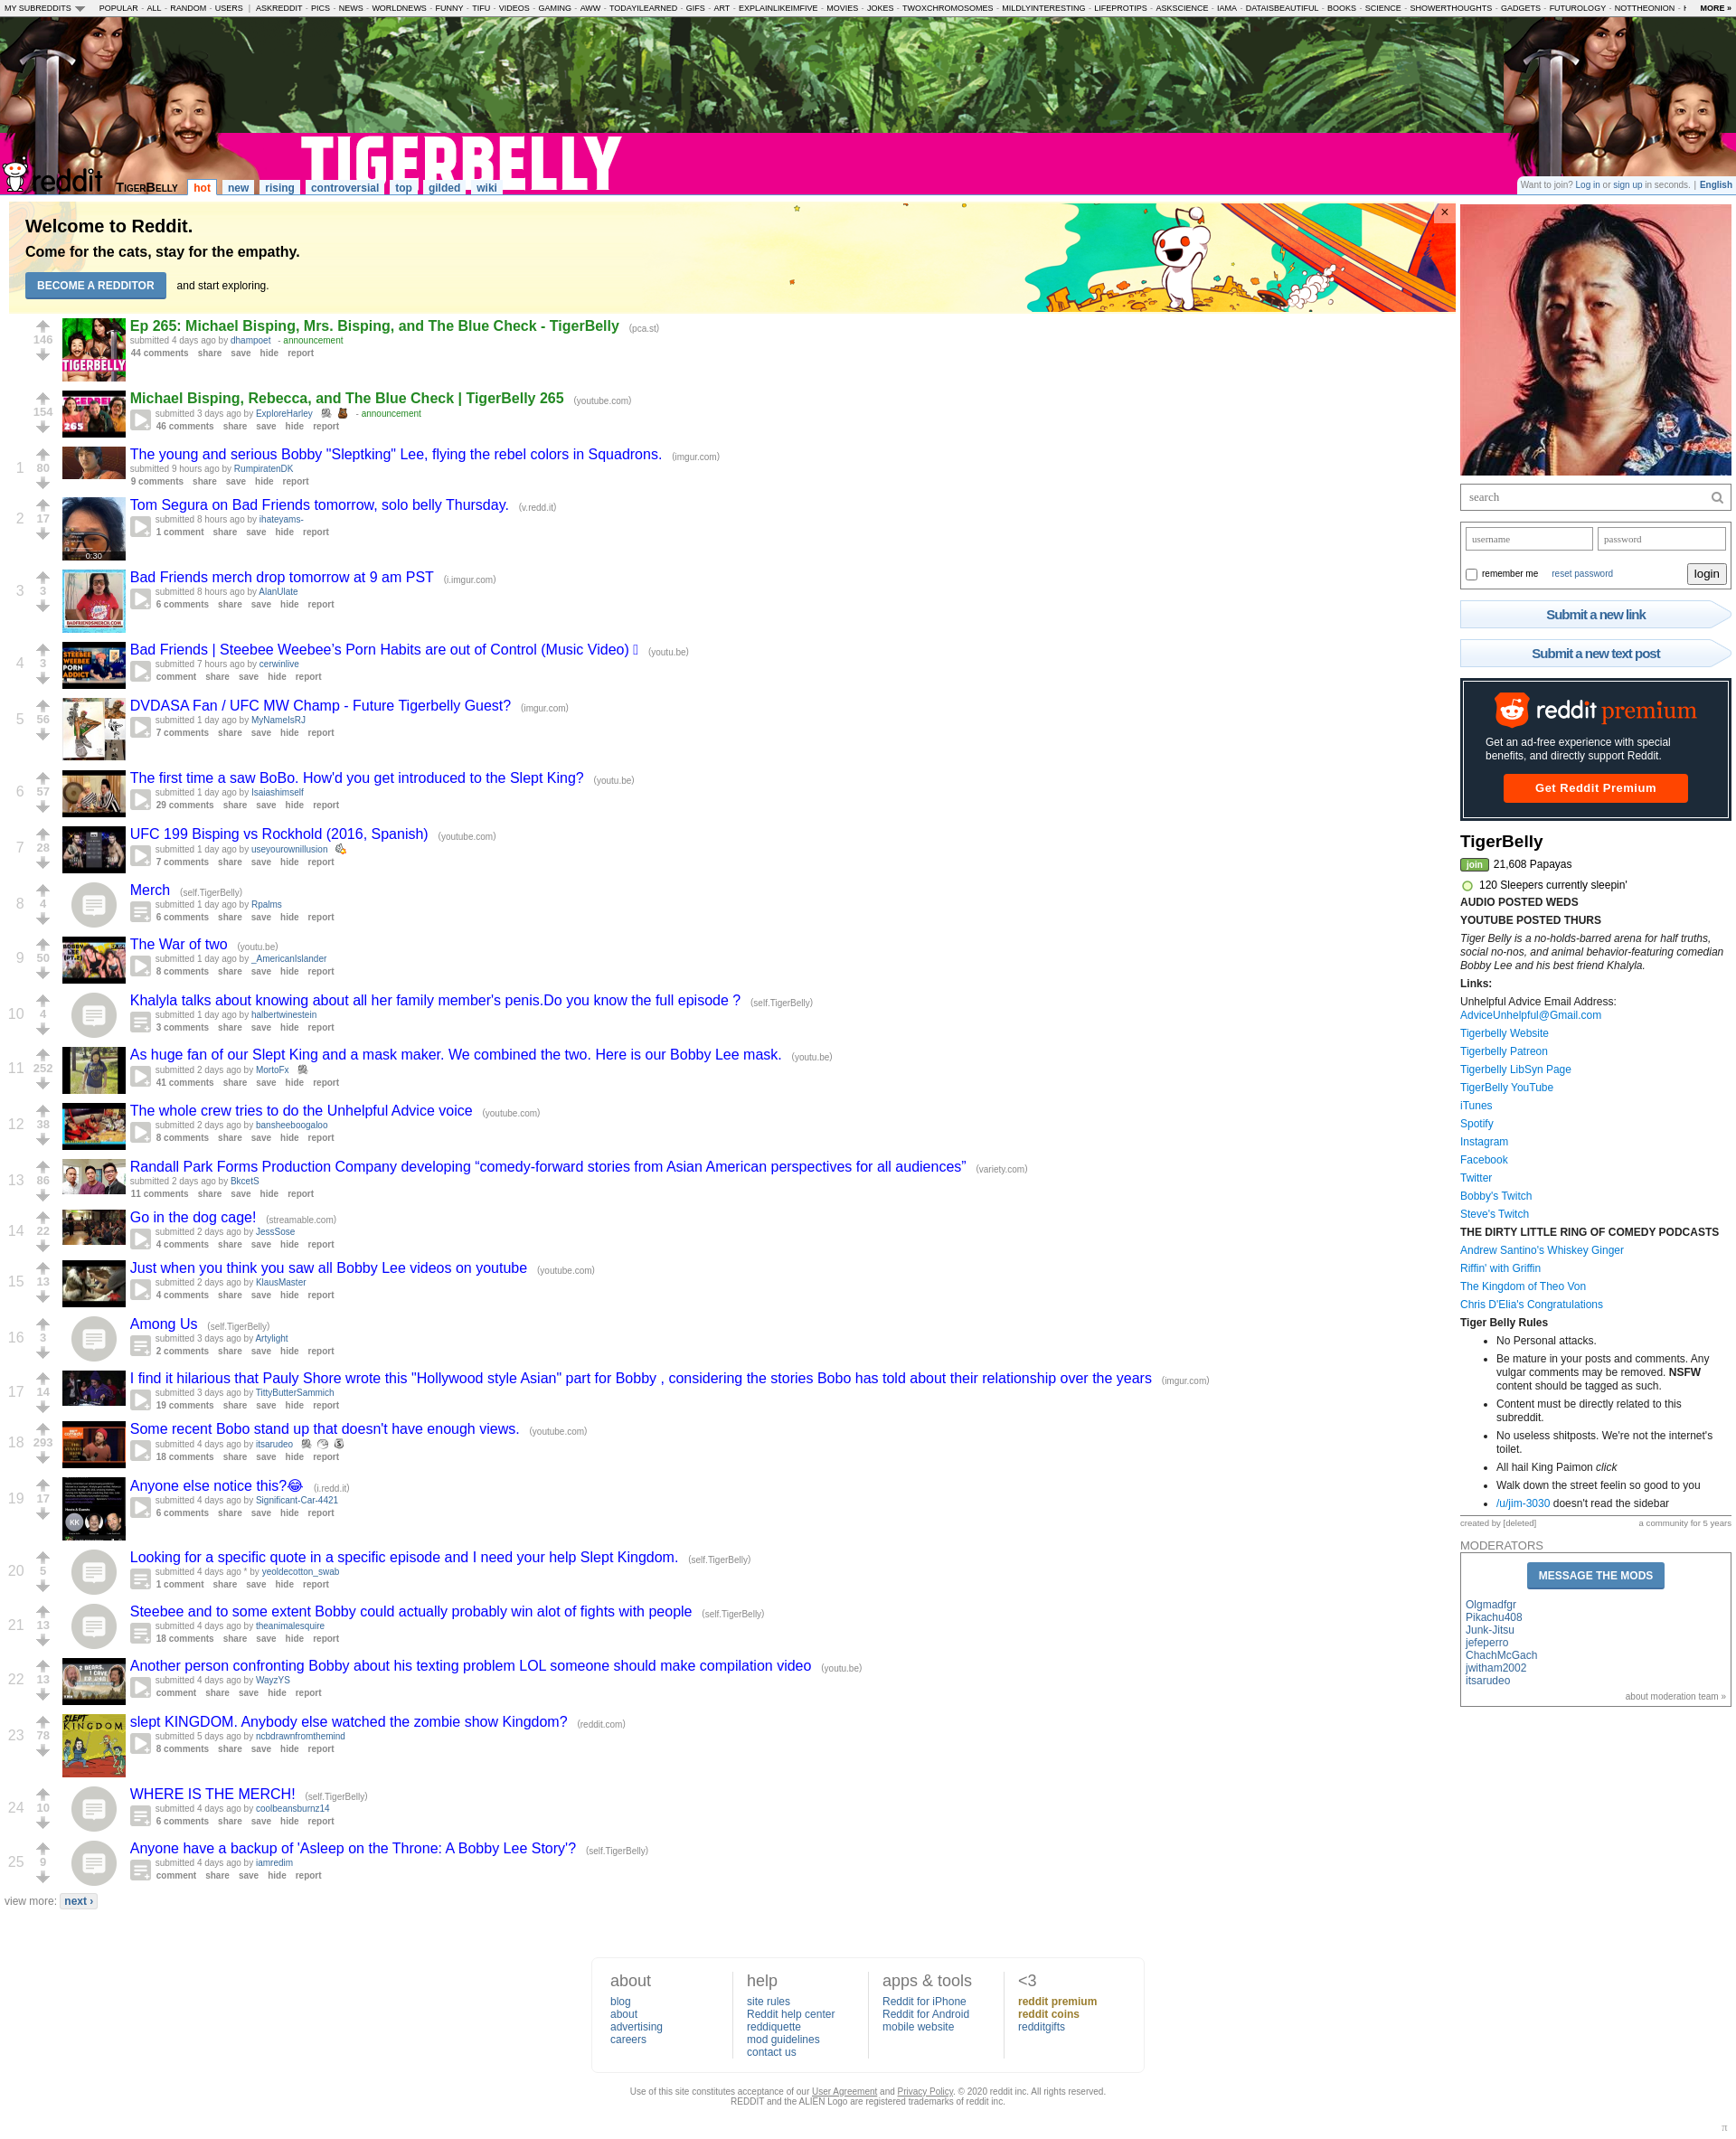 MY SUBREDDITS POPULAR - ALL - RANDOM - USERS | ASKREDDIT - PICS - NEWS - WORLDNEWS - FUNNY - TIFU - VIDEOS - GAMING - AWW - TODAYILEARNED - GIFS - ART - EXPLAINLIKEIMFIVE - MOVIES - JOKES - TWOXCHROMOSOMES - MILDLYINTERESTING - LIFEPROTIPS - ASKSCIENCE - IAMA - DATAISBEAUTIFUL - BOOKS - SCIENCE - SHOWERTHOUGHTS - GADGETS - FUTUROLOGY - NOTTHEONION - MORE »
TIGERBELLY
reddit TIGERBELLY hot new rising controversial top gilded wiki
Want to join? Log in or sign up in seconds. | English
Welcome to Reddit.
Come for the cats, stay for the empathy.
BECOME A REDDITOR and start exploring.
×
146
TIGERBELLY
Ep 265: Michael Bisping, Mrs. Bisping, and The Blue Check - TigerBelly (pca.st)
submitted 4 days ago by dhampoet - announcement
44 comments share save hide report
154
265
Michael Bisping, Rebecca, and The Blue Check | TigerBelly 265 (youtube.com)
submitted 3 days ago by ExploreHarley - announcement
46 comments share save hide report
1 80
The young and serious Bobby "Sleptking" Lee, flying the rebel colors in Squadrons. (imgur.com)
submitted 9 hours ago by RumpiratenDK
9 comments share save hide report
2 17
0:30
Tom Segura on Bad Friends tomorrow, solo belly Thursday. (v.redd.it)
submitted 8 hours ago by ihateyams-
1 comment share save hide report
3 3
BADFRIENDSMERCH.COM
Bad Friends merch drop tomorrow at 9 am PST (i.imgur.com)
submitted 8 hours ago by AlanUlate
6 comments share save hide report
4 3
STEEBEE WEEBEE PORN ADDICT
Bad Friends | Steebee Weebee's Porn Habits are out of Control (Music Video) (youtu.be)
submitted 7 hours ago by cerwinlive
comment share save hide report
5 56
DVDASA Fan / UFC MW Champ - Future Tigerbelly Guest? (imgur.com)
submitted 1 day ago by MyNameIsRJ
7 comments share save hide report
6 57
The first time a saw BoBo. How'd you get introduced to the Slept King? (youtu.be)
submitted 1 day ago by Isaiashimself
29 comments share save hide report
7 28
UFC 199 Bisping vs Rockhold (2016, Spanish) (youtube.com)
submitted 1 day ago by useyourownillusion
7 comments share save hide report
8 4
Merch (self.TigerBelly)
submitted 1 day ago by Rpalms
6 comments share save hide report
9 50
The War of two (youtu.be)
submitted 1 day ago by _AmericanIslander
8 comments share save hide report
10 4
Khalyla talks about knowing about all her family member's penis.Do you know the full episode ? (self.TigerBelly)
submitted 1 day ago by halbertwinestein
3 comments share save hide report
11 252
As huge fan of our Slept King and a mask maker. We combined the two. Here is our Bobby Lee mask. (youtu.be)
submitted 2 days ago by MortoFx
41 comments share save hide report
12 38
The whole crew tries to do the Unhelpful Advice voice (youtube.com)
submitted 2 days ago by bansheeboogaloo
8 comments share save hide report
13 86
Randall Park Forms Production Company developing “comedy-forward stories from Asian American perspectives for all audiences” (variety.com)
submitted 2 days ago by BkcetS
11 comments share save hide report
14 22
Go in the dog cage! (streamable.com)
submitted 2 days ago by JessSose
4 comments share save hide report
15 13
Just when you think you saw all Bobby Lee videos on youtube (youtube.com)
submitted 2 days ago by KlausMaster
4 comments share save hide report
16 3
Among Us (self.TigerBelly)
submitted 3 days ago by Artylight
2 comments share save hide report
17 14
I find it hilarious that Pauly Shore wrote this "Hollywood style Asian" part for Bobby , considering the stories Bobo has told about their relationship over the years (imgur.com)
submitted 3 days ago by TittyButterSammich
19 comments share save hide report
18 293
Some recent Bobo stand up that doesn't have enough views. (youtube.com)
submitted 4 days ago by itsarudeo
18 comments share save hide report
19 17
KK
Anyone else notice this?😂 (i.redd.it)
submitted 4 days ago by Significant-Car-4421
6 comments share save hide report
20 5
Looking for a specific quote in a specific episode and I need your help Slept Kingdom. (self.TigerBelly)
submitted 4 days ago * by yeoldecotton_swab
1 comment share save hide report
21 13
Steebee and to some extent Bobby could actually probably win alot of fights with people (self.TigerBelly)
submitted 4 days ago by theanimalesquire
18 comments share save hide report
22 13
Another person confronting Bobby about his texting problem LOL someone should make compilation video (youtu.be)
submitted 4 days ago by WayzYS
comment share save hide report
23 78
SLEPT KINGDOM
slept KINGDOM. Anybody else watched the zombie show Kingdom? (reddit.com)
submitted 5 days ago by ncbdrawnfromthemind
8 comments share save hide report
24 10
WHERE IS THE MERCH! (self.TigerBelly)
submitted 4 days ago by coolbeansburnz14
6 comments share save hide report
25 9
Anyone have a backup of 'Asleep on the Throne: A Bobby Lee Story'? (self.TigerBelly)
submitted 4 days ago by iamredim
comment share save hide report
view more: next ›
search
username password
remember me reset password login
Submit a new link
Submit a new text post
reddit premium
Get an ad-free experience with special
benefits, and directly support Reddit.
Get Reddit Premium
TigerBelly
join 21,608 Papayas
120 Sleepers currently sleepin'
AUDIO POSTED WEDS
YOUTUBE POSTED THURS
Tiger Belly is a no-holds-barred arena for half truths,
social no-nos, and animal behavior-featuring comedian
Bobby Lee and his best friend Khalyla.
Links:
Unhelpful Advice Email Address:
AdviceUnhelpful@Gmail.com
Tigerbelly Website
Tigerbelly Patreon
Tigerbelly LibSyn Page
TigerBelly YouTube
iTunes
Spotify
Instagram
Facebook
Twitter
Bobby's Twitch
Steve's Twitch
THE DIRTY LITTLE RING OF COMEDY PODCASTS
Andrew Santino's Whiskey Ginger
Riffin' with Griffin
The Kingdom of Theo Von
Chris D'Elia's Congratulations
Tiger Belly Rules
• No Personal attacks.
• Be mature in your posts and comments. Any
vulgar comments may be removed. NSFW
content should be tagged as such.
• Content must be directly related to this
subreddit.
• No useless shitposts. We're not the internet's
toilet.
• All hail King Paimon click
• Walk down the street feelin so good to you
• /u/jim-3030 doesn't read the sidebar
created by [deleted] a community for 5 years
MODERATORS
MESSAGE THE MODS
Olgmadfgr
Pikachu408
Junk-Jitsu
jefeperro
ChachMcGach
jwitham2002
itsarudeo
about moderation team »
about
blog
about
advertising
careers
help
site rules
Reddit help center
reddiquette
mod guidelines
contact us
apps & tools
Reddit for iPhone
Reddit for Android
mobile website
<3
reddit premium
reddit coins
redditgifts
Use of this site constitutes acceptance of our User Agreement and Privacy Policy. © 2020 reddit inc. All rights reserved.
REDDIT and the ALIEN Logo are registered trademarks of reddit inc.
π